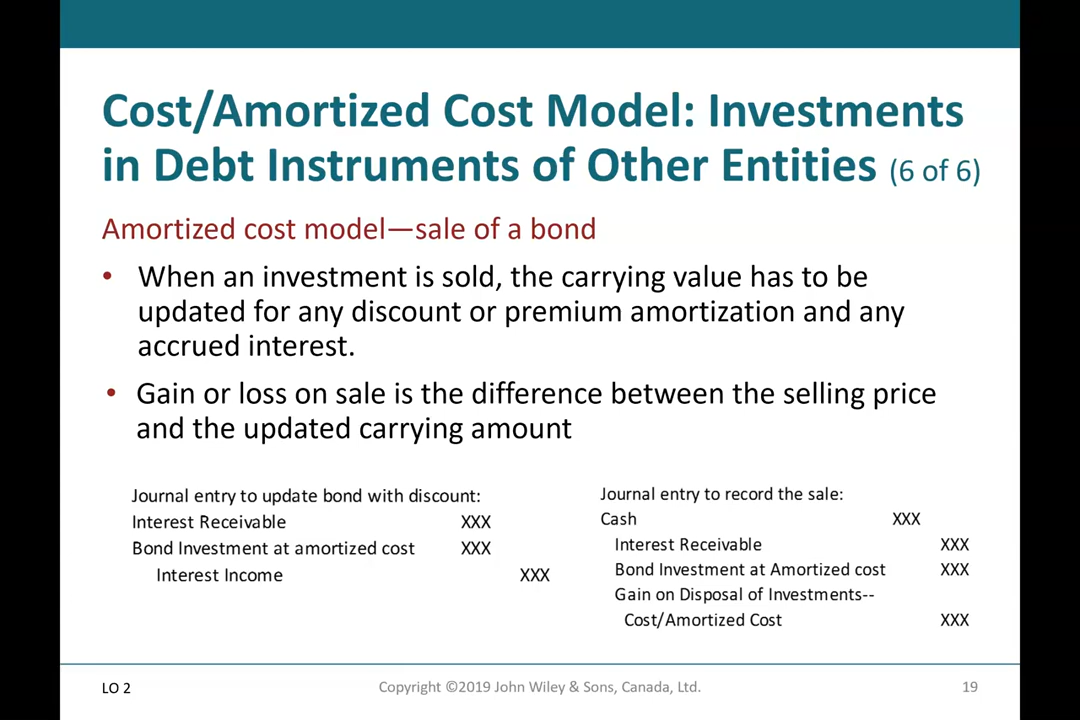 Cost/Amortized Cost Model: Investments
in Debt Instruments of Other Entities (6 of 6)
Amortized cost model—sale of a bond
• When an investment is sold, the carrying value has to be
updated for any discount or premium amortization and any
accrued interest.
• Gain or loss on sale is the difference between the selling price
and the updated carrying amount
Journal entry to update bond with discount:
Interest Receivable XXX
Bond Investment at amortized cost XXX
Interest Income XXX
Journal entry to record the sale:
Cash XXX
Interest Receivable XXX
Bond Investment at Amortized cost XXX
Gain on Disposal of Investments--
Cost/Amortized Cost XXX
LO 2 Copyright ©2019 John Wiley & Sons, Canada, Ltd. 19